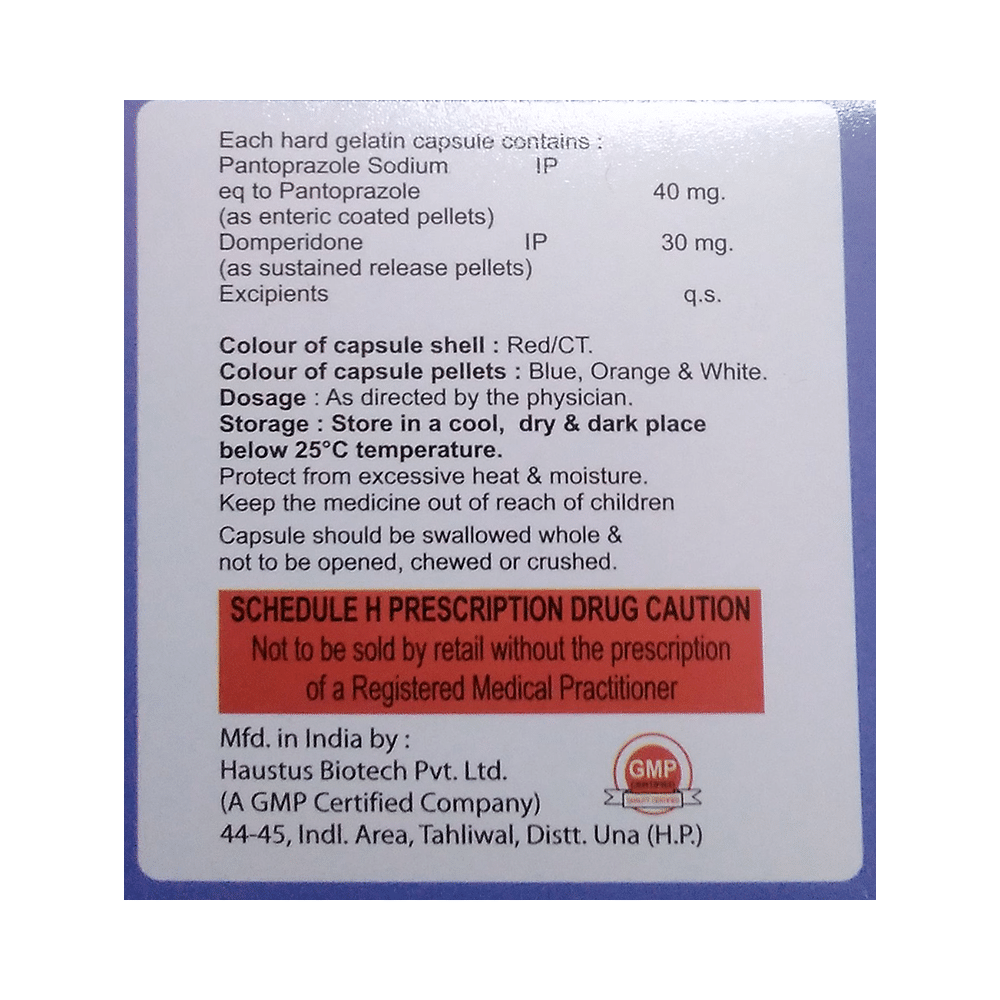 Each hard gelatin capsule contains :
Pantoprazole Sodium IP
eq to Pantoprazole 40 mg.
(as enteric coated pellets)
Domperidone IP 30 mg.
(as sustained release pellets)
Excipients q.s.
Colour of capsule shell : Red/CT.
Colour of capsule pellets : Blue, Orange & White.
Dosage : As directed by the physician.
Storage : Store in a cool, dry & dark place
below 25°C temperature.
Protect from excessive heat & moisture.
Keep the medicine out of reach of children
Capsule should be swallowed whole &
not to be opened, chewed or crushed.
SCHEDULE H PRESCRIPTION DRUG CAUTION
Not to be sold by retail without the prescription
of a Registered Medical Practitioner
Mfd. in India by :
Haustus Biotech Pvt. Ltd.
(A GMP Certified Company)
44-45, Indl. Area, Tahliwal, Distt. Una (H.P.)
GMP